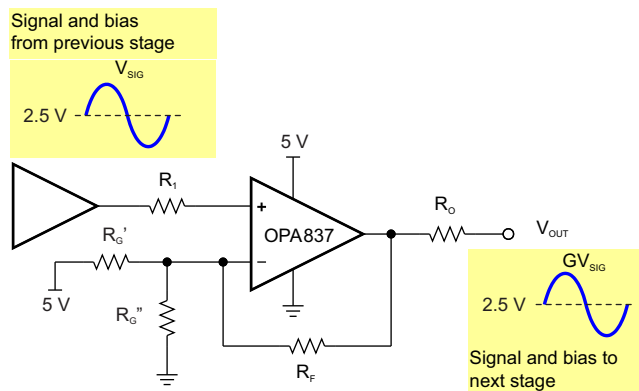 Signal and bias
from previous stage
V_SIG
2.5 V
5 V
R_1
+
OPA837
R_O
V_OUT
R_G'
−
5 V
R_G"
GV_SIG
2.5 V
R_F
Signal and bias to
next stage